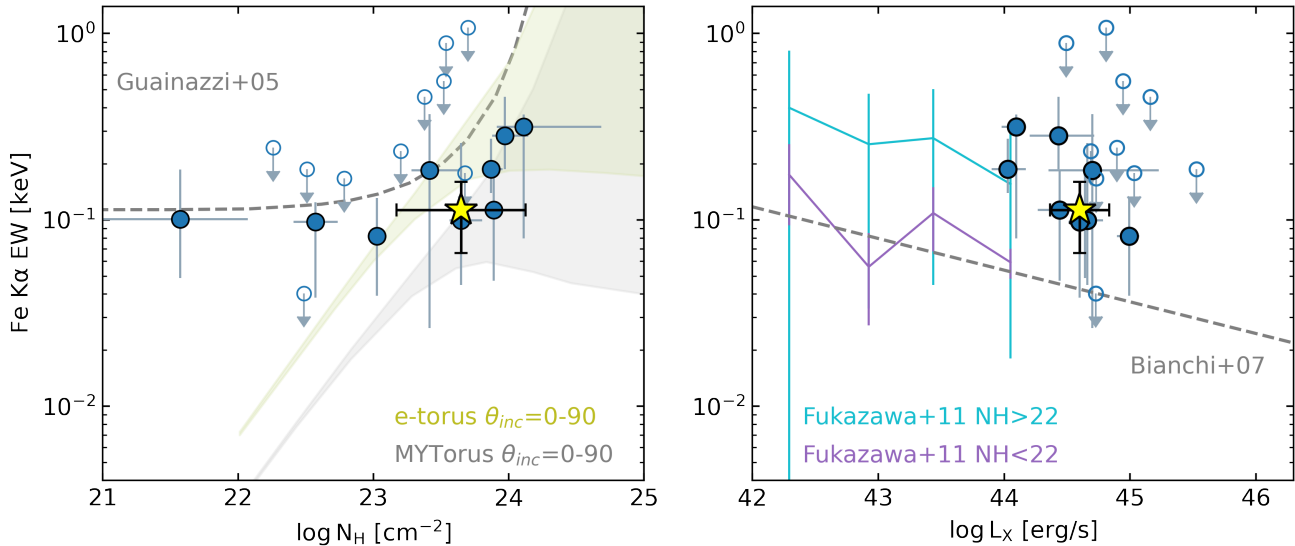 10⁰
10⁻¹
10⁻²
Fe Kα EW [keV]
Guainazzi+05
e-torus θinc=0-90
MYTorus θinc=0-90
21 22 23 24 25
log NH [cm⁻²]
10⁰
10⁻¹
10⁻²
Bianchi+07
Fukazawa+11 NH>22
Fukazawa+11 NH<22
42 43 44 45 46
log LX [erg/s]